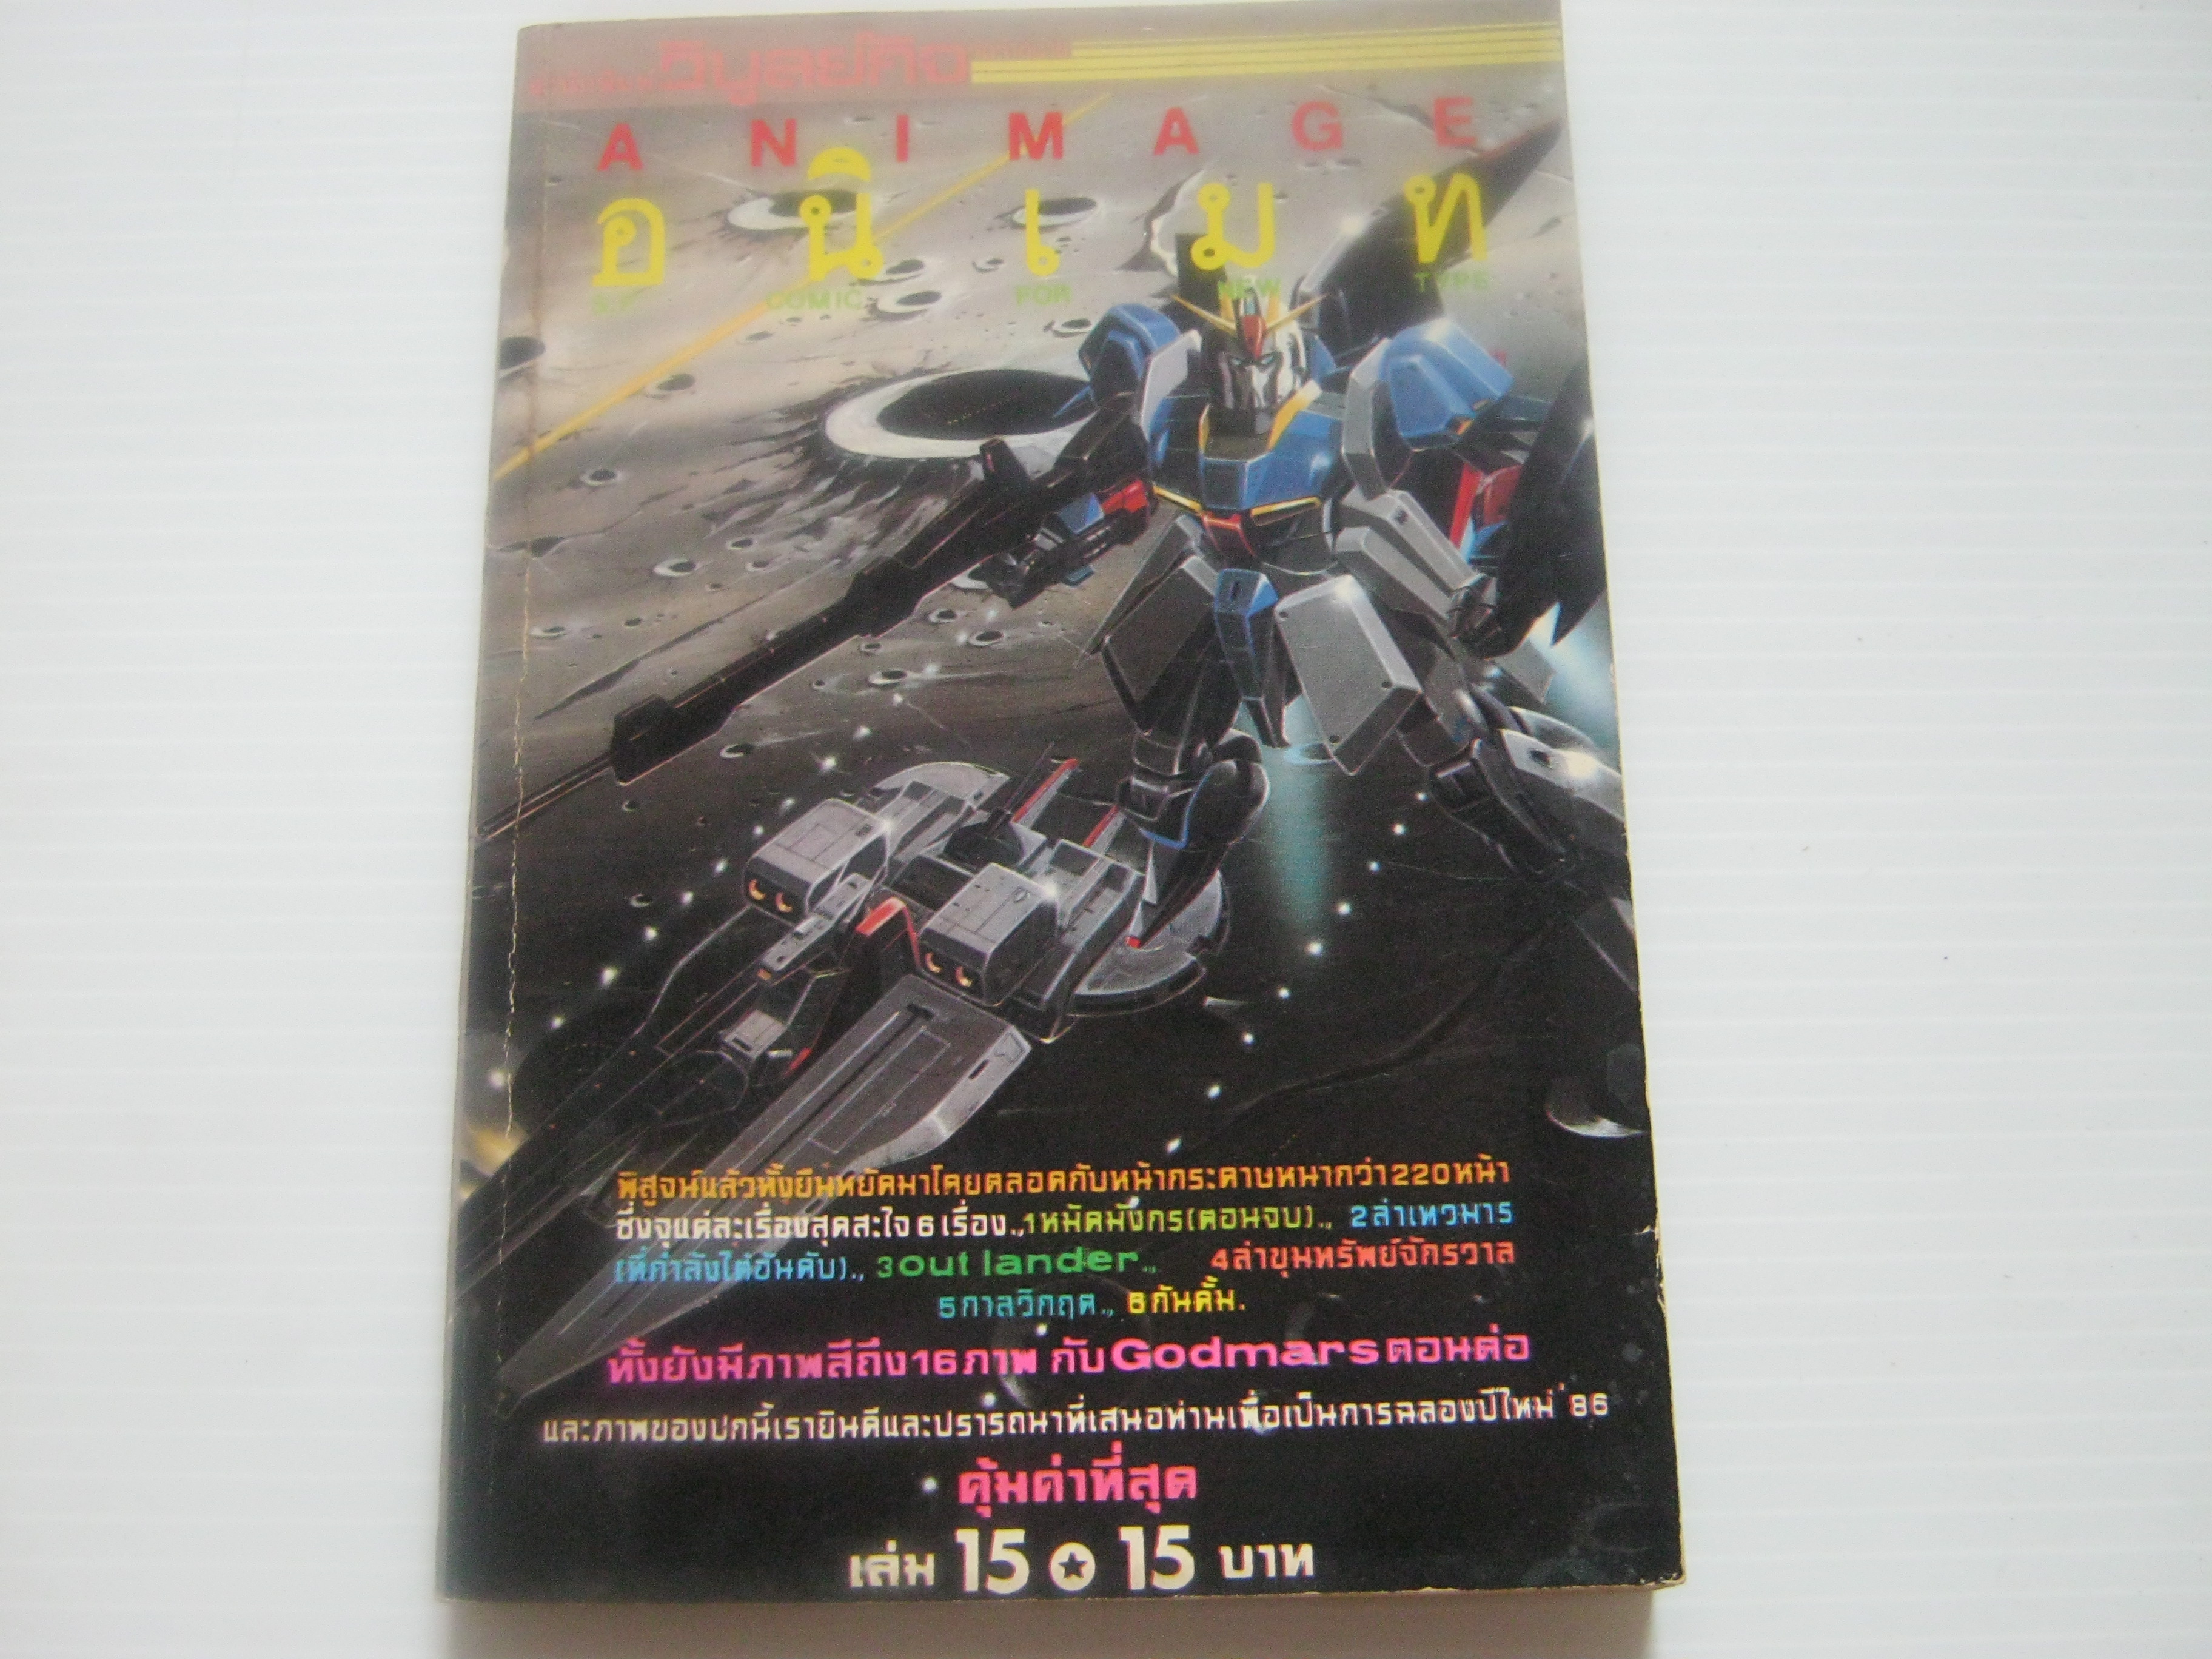 วิบูลย์กิจ
ANIMAGE
อนิเมท
S.F COMIC FOR NEW TYPE
พิสูจน์แล้วทั้งยืนหยัดมาโดยตลอดกับหน้ากระดาษหนากว่า220หน้า
ซึ่งจุแต่ละเรื่องสุดสะใจ 6 เรื่อง..,1หมัดมังกร(ตอนจบ)., 2ล่าเทวมาร
(ที่กำลังไต่อันดับ)., 3Out lander.., 4ล่าขุมทรัพย์จักรวาล
5กาลวิกฤต.., 6กันดั้ม.
ทั้งยังมีภาพสีถึง16ภาพ กับGodmarsตอนต่อ
และภาพของปกนี้เรายินดีและปรารถนาที่เสนอท่านเพื่อเป็นการฉลองปีใหม่ '86
คุ้มค่าที่สุด
เล่ม 15 15 บาท